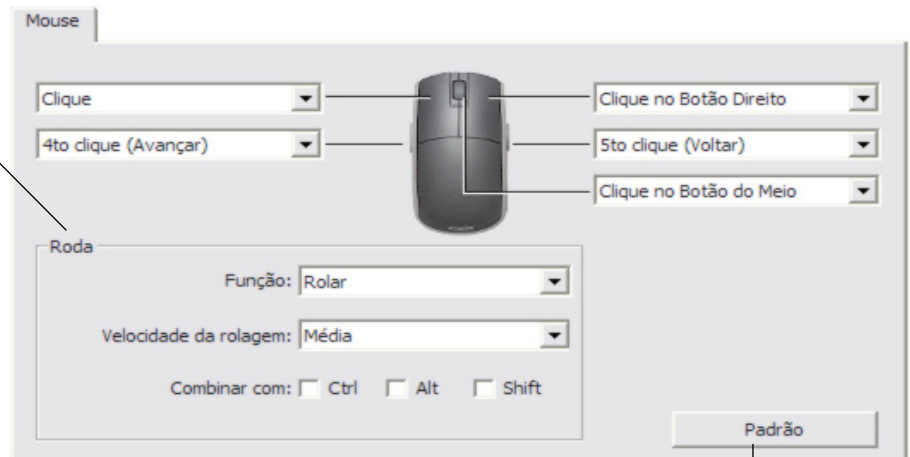 Mouse
Clique
Clique no Botão Direito
4to clique (Avançar)
5to clique (Voltar)
Clique no Botão do Meio
Roda
Função: Rolar
Velocidade da rolagem: Média
Combinar com: Ctrl Alt Shift
Padrão